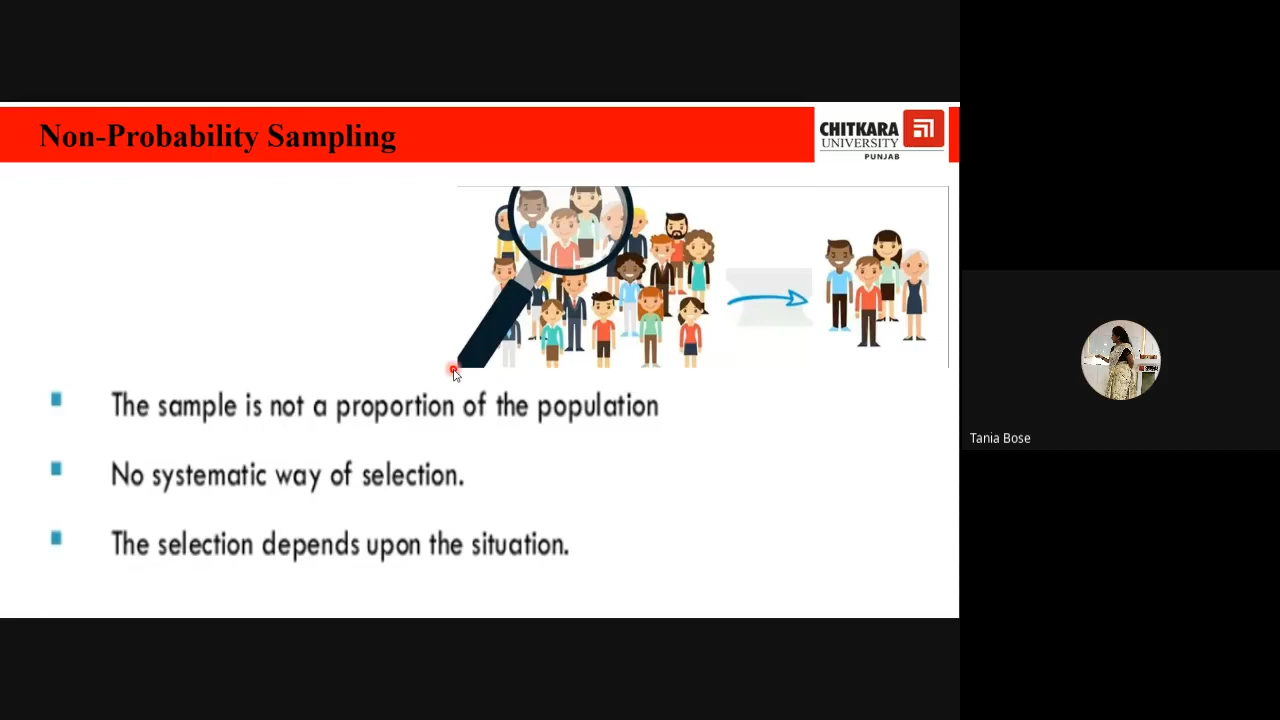 Non-Probability Sampling
CHITKARA
UNIVERSITY
PUNJAB
The sample is not a proportion of the population
No systematic way of selection.
The selection depends upon the situation.
Tania Bose